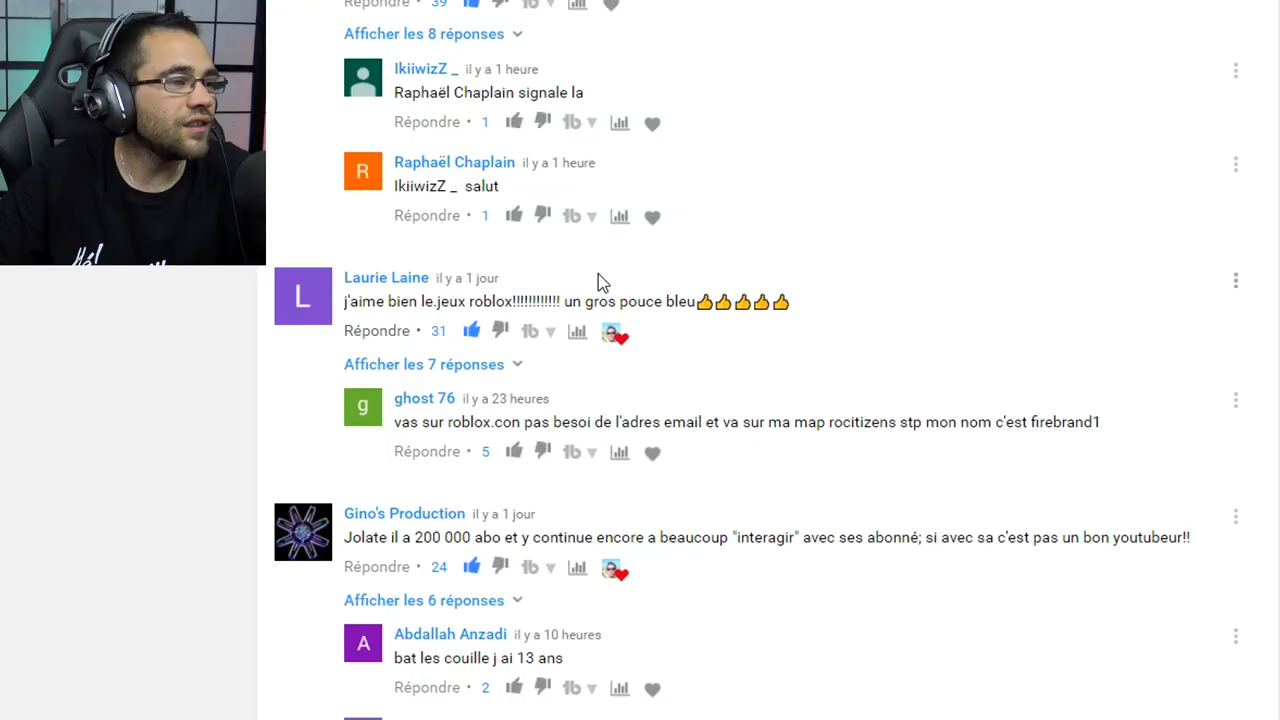 Répondre • 39
Afficher les 8 réponses
IkiiwizZ _ il y a 1 heure
Raphaël Chaplain signale la
Répondre • 1
Raphaël Chaplain il y a 1 heure
R
IkiiwizZ _ salut
Répondre • 1
Hé!
Laurie Laine il y a 1 jour
L
j'aime bien le.jeux roblox!!!!!!!!!!!! un gros pouce bleu👍👍👍👍👍
Répondre • 31
Afficher les 7 réponses
ghost 76 il y a 23 heures
g
vas sur roblox.con pas besoi de l'adres email et va sur ma map rocitizens stp mon nom c'est firebrand1
Répondre • 5
Gino's Production il y a 1 jour
Jolate il a 200 000 abo et y continue encore a beaucoup "interagir" avec ses abonné; si avec sa c'est pas un bon youtubeur!!
Répondre • 24
Afficher les 6 réponses
Abdallah Anzadi il y a 10 heures
A
bat les couille j ai 13 ans
Répondre • 2